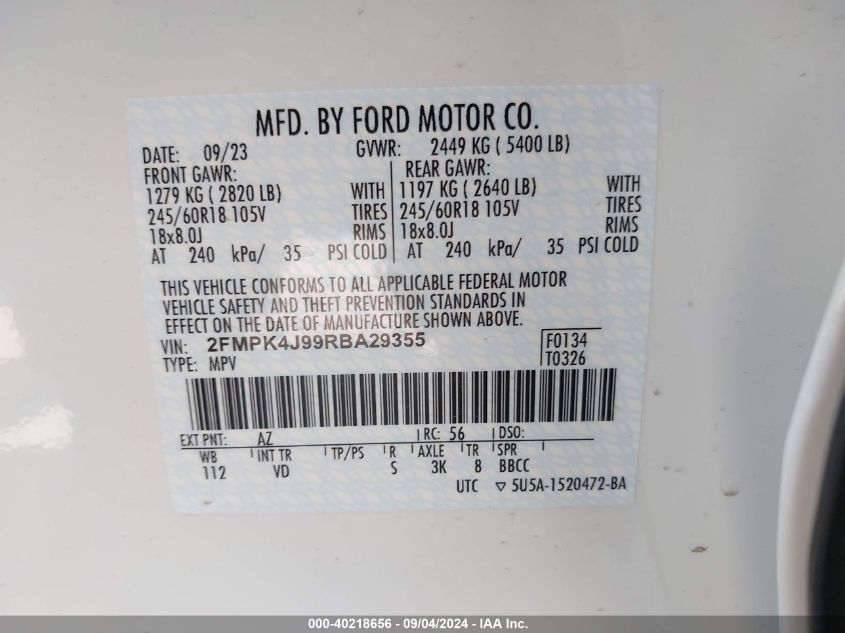 MFD. BY FORD MOTOR CO.
DATE: 09/23 GVWR: 2449 KG ( 5400 LB)
FRONT GAWR: REAR GAWR:
1279 KG ( 2820 LB) WITH 1197 KG ( 2640 LB) WITH
245/60R18 105V TIRES 245/60R18 105V TIRES
18x8.0J RIMS 18x8.0J RIMS
AT 240 kPa/ 35 PSI COLD AT 240 kPa/ 35 PSI COLD
THIS VEHICLE CONFORMS TO ALL APPLICABLE FEDERAL MOTOR
VEHICLE SAFETY AND THEFT PREVENTION STANDARDS IN
EFFECT ON THE DATE OF MANUFACTURE SHOWN ABOVE.
VIN: 2FMPK4J99RBA29355 F0134
TYPE: MPV T0326
EXT PNT: AZ RC: 56 DSO:
WB INT TR TP/PS R AXLE TR SPR
112 VD S 3K 8 BBCC
UTC ▽ 5U5A-1520472-BA
000-40218656 - 09/04/2024 - IAA Inc.